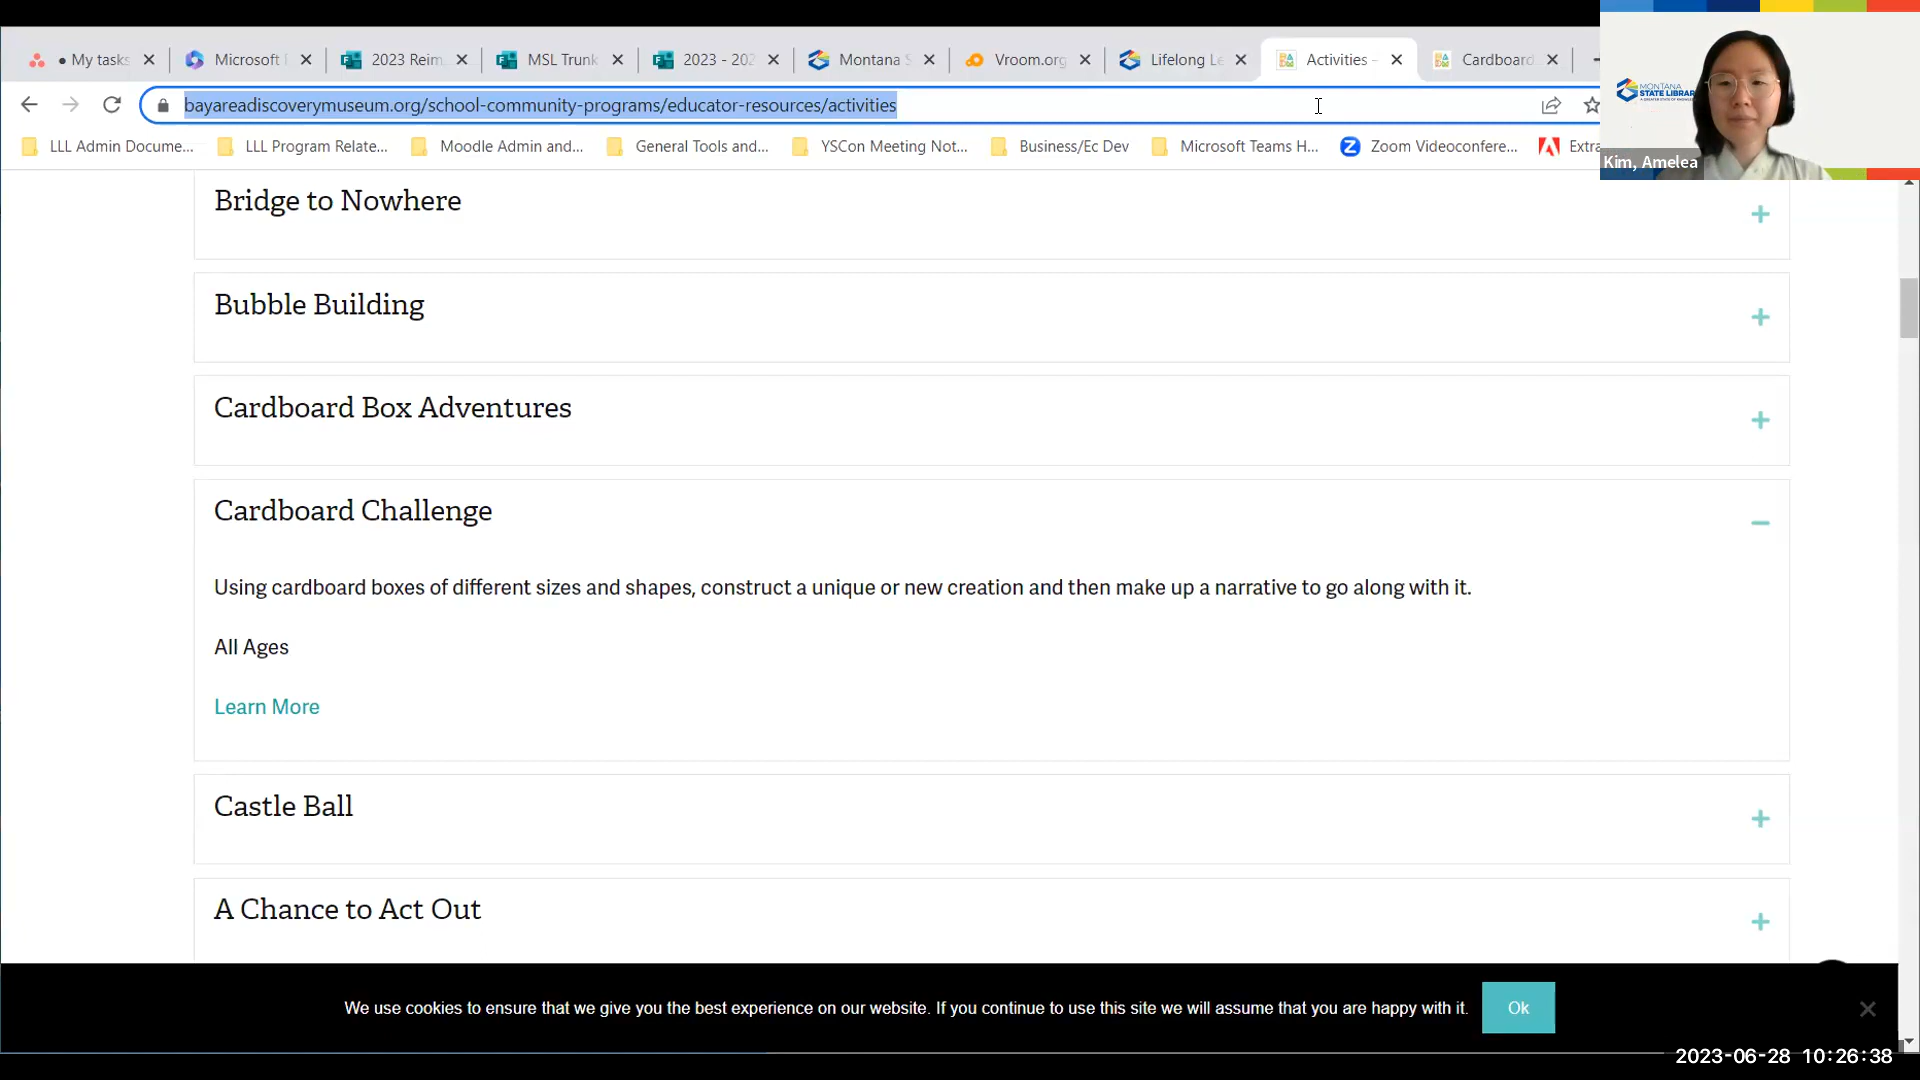 My tasks
Microsoft
2023 Reim
MSL Trunk
2023 - 202
Montana S
Vroom.org
Lifelong Le
Activities -
Cardboard
bayareadiscoverymuseum.org/school-community-programs/educator-resources/activities
LLL Admin Docume...
LLL Program Relate...
Moodle Admin and...
General Tools and...
YSCon Meeting Not...
Business/Ec Dev
Microsoft Teams H...
Zoom Videoconfere...
Extra
MONTANA
STATE LIBRARY
Kim, Amelea
Bridge to Nowhere
Bubble Building
Cardboard Box Adventures
Cardboard Challenge
Using cardboard boxes of different sizes and shapes, construct a unique or new creation and then make up a narrative to go along with it.
All Ages
Learn More
Castle Ball
A Chance to Act Out
We use cookies to ensure that we give you the best experience on our website. If you continue to use this site we will assume that you are happy with it.
Ok
2023-06-28 10:26:38